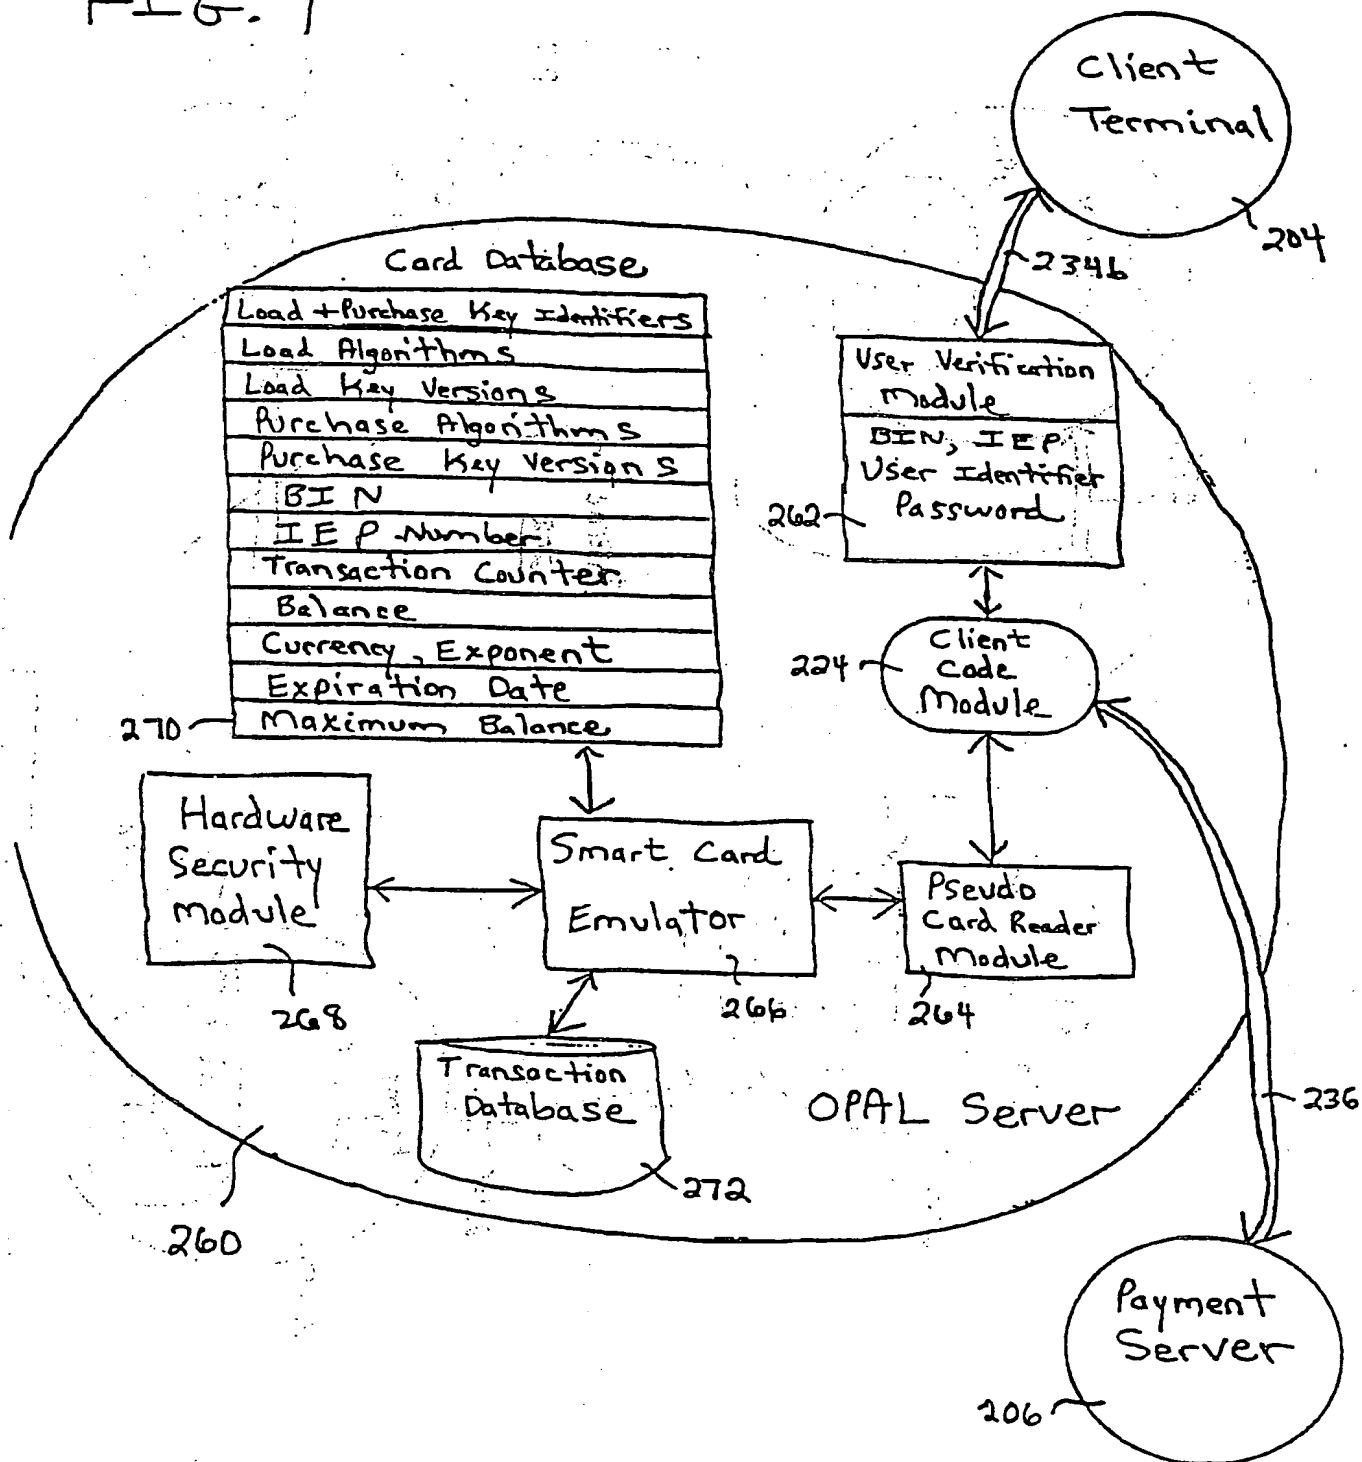 FIG. 7
Client
Terminal
204
234b
Card Database
Load + Purchase Key Identifiers
Load Algorithms
Load Key Versions
Purchase Algorithms
Purchase Key Versions
BIN
IEP Number
Transaction Counter
Balance
Currency, Exponent
Expiration Date
Maximum Balance
270
User Verification
Module
BIN, IEP
User Identifier
Password
262
Client
Code
Module
224
Hardware
Security
Module
268
Smart Card
Emulator
266
Pseudo
Card Reader
Module
264
Transaction
Database
272
OPAL Server
236
260
Payment
Server
206